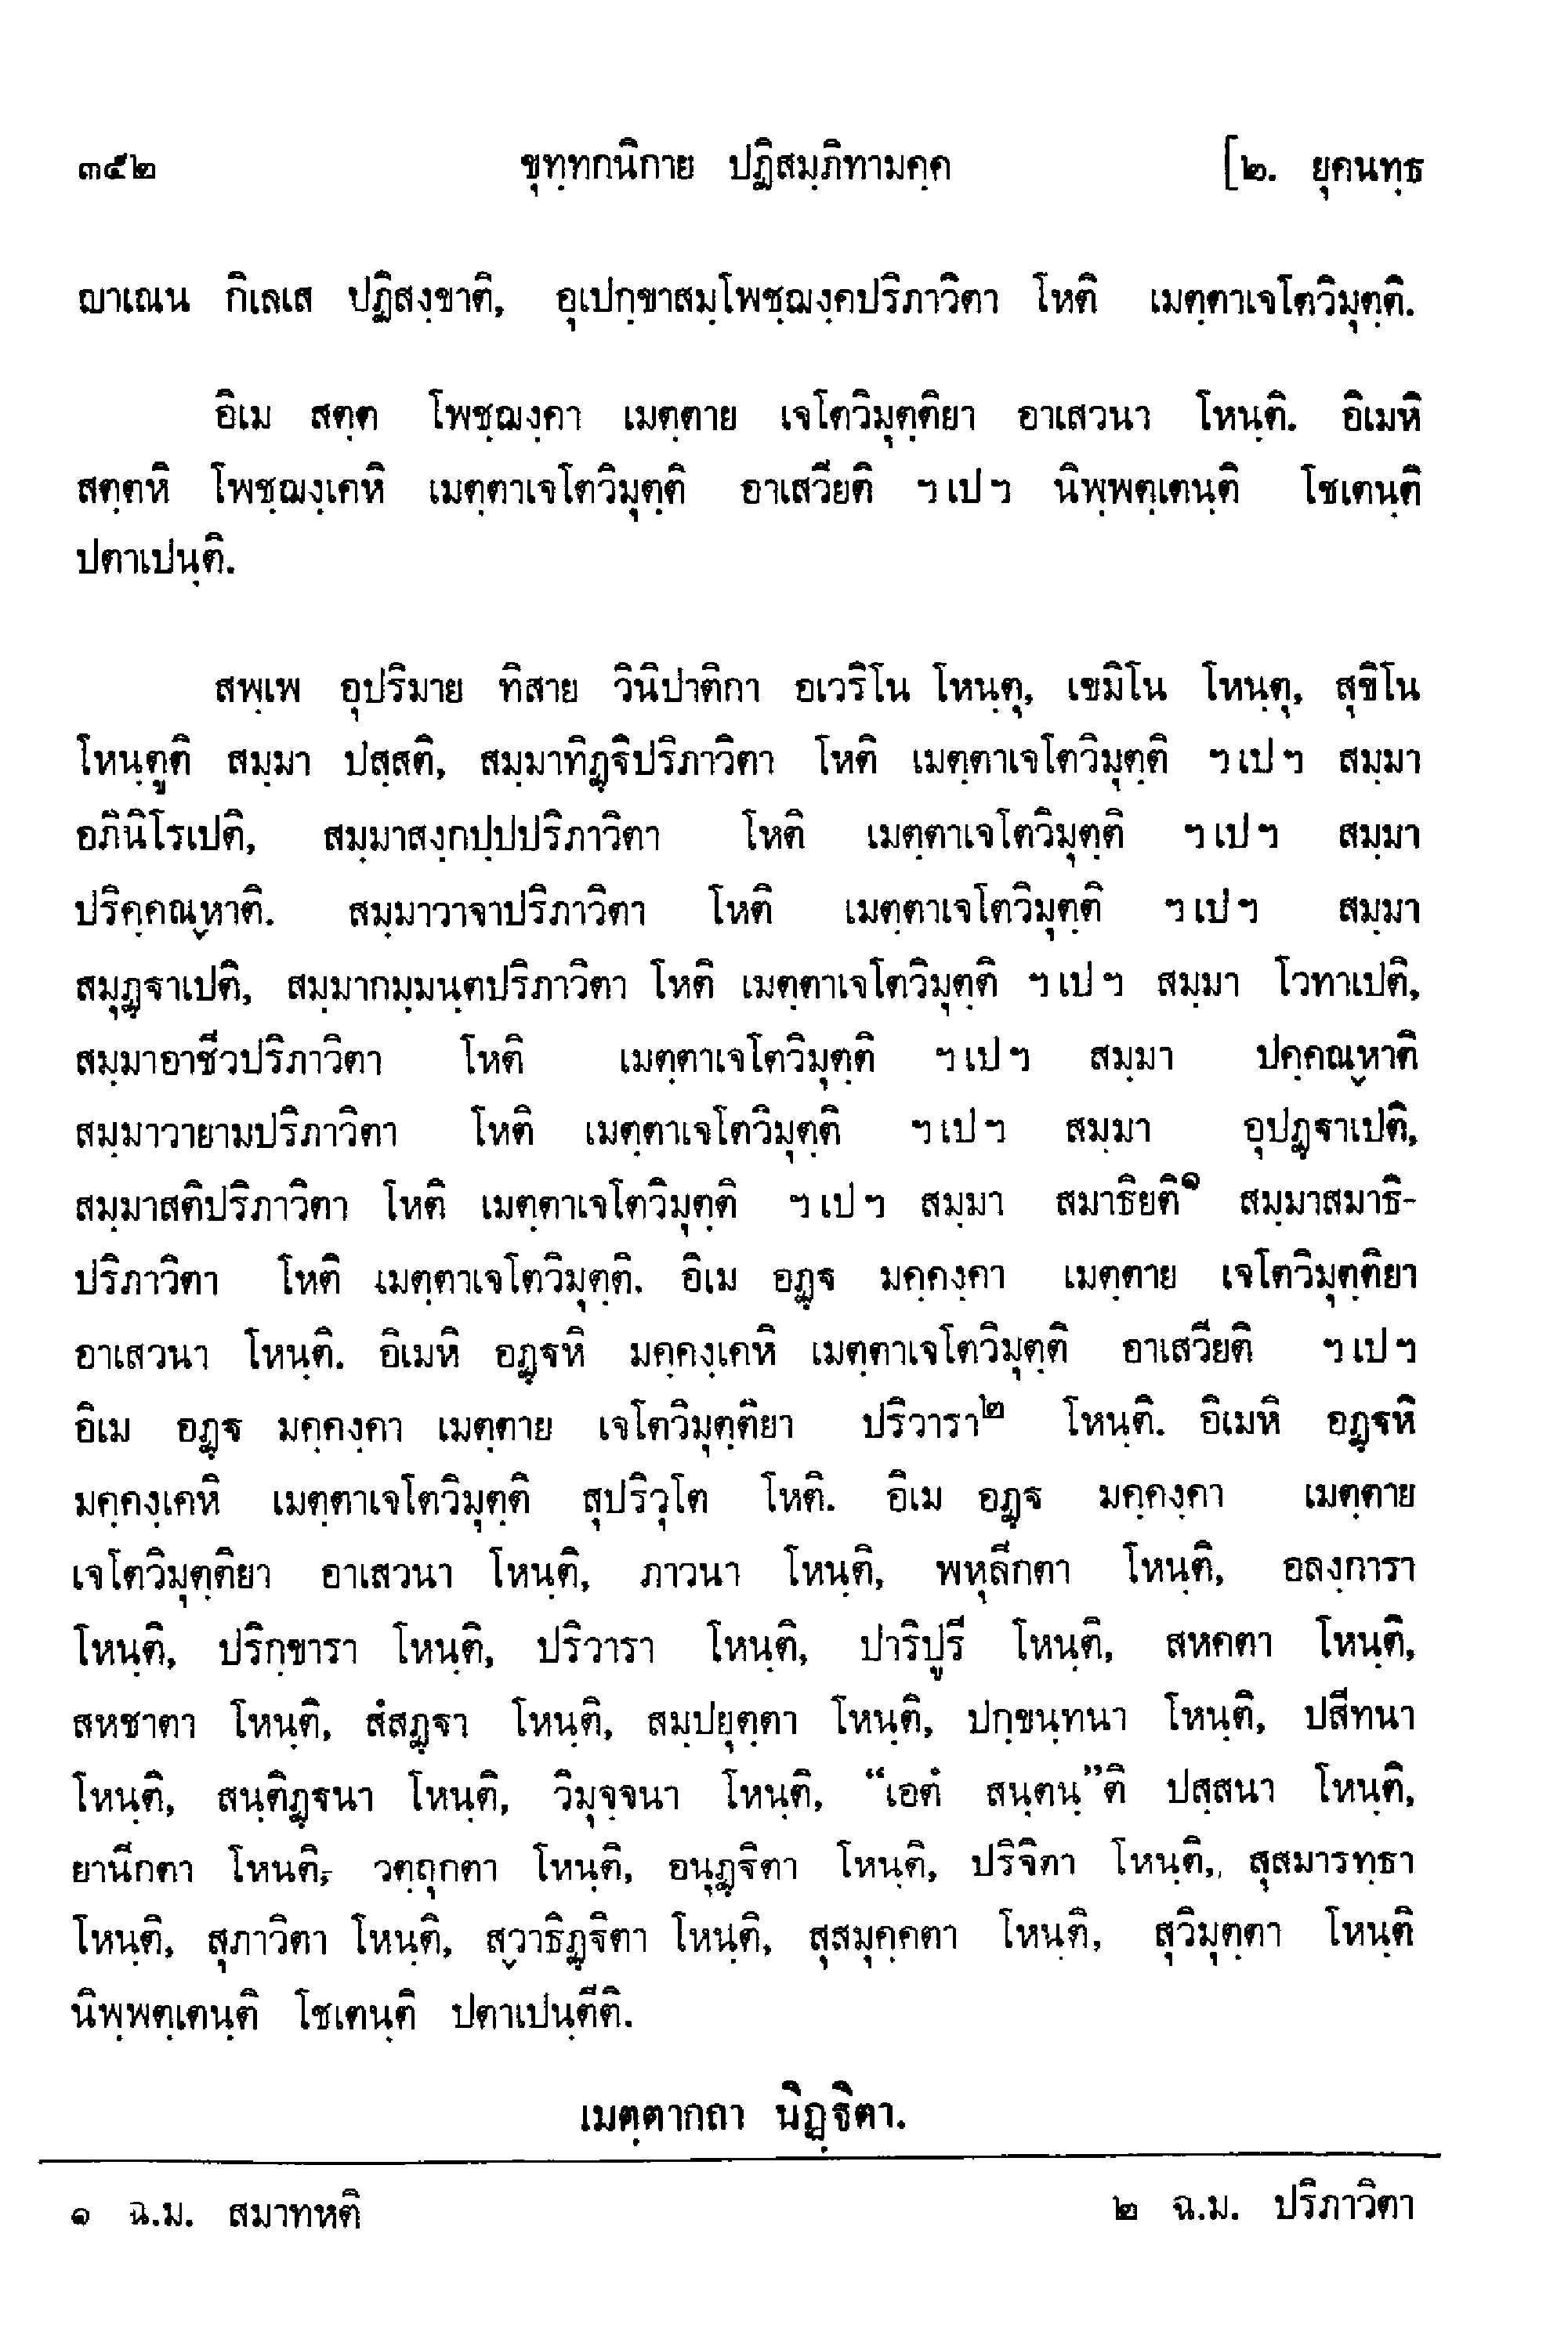 ๓๕๒ ขุทฺทกนิกาย ปฏิสมฺภิทามคฺค [๒. ยุคนทฺธ
ญาเณน กิเลเส ปฏิสงฺขาติ, อุเปกฺขาสมฺโพชฺฌงฺคปริภาวิตา โหติ เมตฺตาเจโตวิมุตฺติ.
อิเม สตฺต โพชฺฌงฺคา เมตฺตาย เจโตวิมุตฺติยา อาเสวนา โหนฺติ. อิเมหิ
สตฺตหิ โพชฺฌงฺเคหิ เมตฺตาเจโตวิมุตฺติ อาเสวียติ ฯ เป ฯ นิพฺพตฺเตนฺติ โชเตนฺติ
ปตาเปนฺติ.
สพฺเพ อุปริมาย ทิสาย วินิปาติกา อเวริโน โหนฺตุ, เขมิโน โหนฺตุ, สุขิโน
โหนฺตูติ สมฺมา ปสฺสติ, สมฺมาทิฏฺฐิปริภาวิตา โหติ เมตฺตาเจโตวิมุตฺติ ฯ เป ฯ สมฺมา
อภินิโรเปติ, สมฺมาสงฺกปฺปปริภาวิตา โหติ เมตฺตาเจโตวิมุตฺติ ฯ เป ฯ สมฺมา
ปริคฺคณฺหาติ. สมฺมาวาจาปริภาวิตา โหติ เมตฺตาเจโตวิมุตฺติ ฯ เป ฯ สมฺมา
สมุฏฺฐาเปติ, สมฺมากมฺมนฺตปริภาวิตา โหติ เมตฺตาเจโตวิมุตฺติ ฯ เป ฯ สมฺมา โวทาเปติ,
สมฺมาอาชีวปริภาวิตา โหติ เมตฺตาเจโตวิมุตฺติ ฯ เป ฯ สมฺมา ปคฺคณฺหาติ
สมฺมาวายามปริภาวิตา โหติ เมตฺตาเจโตวิมุตฺติ ฯ เป ฯ สมฺมา อุปฏฺฐาเปติ,
สมฺมาสติปริภาวิตา โหติ เมตฺตาเจโตวิมุตฺติ ฯ เป ฯ สมฺมา สมาธิยติ๑ สมฺมาสมาธิ-
ปริภาวิตา โหติ เมตฺตาเจโตวิมุตฺติ. อิเม อฏฺฐ มคฺคงฺคา เมตฺตาย เจโตวิมุตฺติยา
อาเสวนา โหนฺติ. อิเมหิ อฏฺฐหิ มคฺคงฺเคหิ เมตฺตาเจโตวิมุตฺติ อาเสวียติ ฯ เป ฯ
อิเม อฏฺฐ มคฺคงฺคา เมตฺตาย เจโตวิมุตฺติยา ปริวารา๒ โหนฺติ. อิเมหิ อฏฺฐหิ
มคฺคงฺเคหิ เมตฺตาเจโตวิมุตฺติ สุปริวุโต โหติ. อิเม อฏฺฐ มคฺคงฺคา เมตฺตาย
เจโตวิมุตฺติยา อาเสวนา โหนฺติ, ภาวนา โหนฺติ, พหุลีกตา โหนฺติ, อลงฺการา
โหนฺติ, ปริกฺขารา โหนฺติ, ปริวารา โหนฺติ, ปาริปูรี โหนฺติ, สหคตา โหนฺติ,
สหชาตา โหนฺติ, สํสฏฺฐา โหนฺติ, สมฺปยุตฺตา โหนฺติ, ปกฺขนฺทนา โหนฺติ, ปสีทนา
โหนฺติ, สนฺติฏฺฐนา โหนฺติ, วิมุจฺจนา โหนฺติ, “เอตํ สนฺตนฺ”ติ ปสฺสนา โหนฺติ,
ยานีกตา โหนติ, วตฺถุกตา โหนฺติ, อนุฏฺฐิตา โหนฺติ, ปริจิตา โหนฺติ, สุสมารทฺธา
โหนฺติ, สุภาวิตา โหนฺติ, สฺวาธิฏฺฐิตา โหนฺติ, สุสมุคฺคตา โหนฺติ, สุวิมุตฺตา โหนฺติ
นิพฺพตฺเตนฺติ โชเตนฺติ ปตาเปนฺตีติ.
เมตฺตากถา นิฏฺฐิตา.
๑ ฉ.ม. สมาทหติ ๒ ฉ.ม. ปริภาวิตา